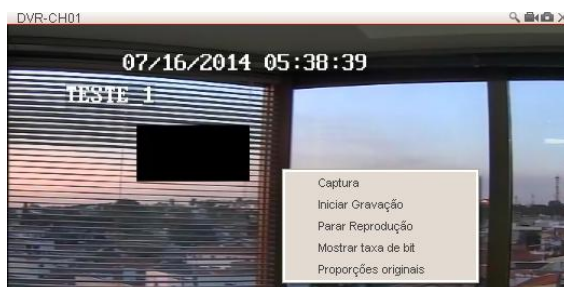 DVR-CH01
07/16/2014 05:38:39
TESTE 1
Captura
Iniciar Gravação
Parar Reprodução
Mostrar taxa de bit
Proporções originais